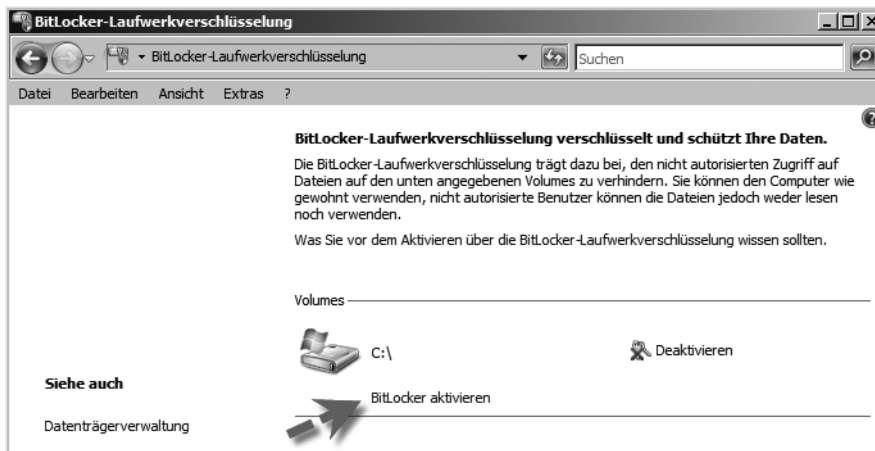 BitLocker-Laufwerkverschlüsselung
BitLocker-Laufwerkverschlüsselung
Suchen
Datei Bearbeiten Ansicht Extras ?
BitLocker-Laufwerkverschlüsselung verschlüsselt und schützt Ihre Daten.
Die BitLocker-Laufwerkverschlüsselung trägt dazu bei, den nicht autorisierten Zugriff auf
Dateien auf den unten angegebenen Volumes zu verhindern. Sie können den Computer wie
gewohnt verwenden, nicht autorisierte Benutzer können die Dateien jedoch weder lesen
noch verwenden.
Was Sie vor dem Aktivieren über die BitLocker-Laufwerkverschlüsselung wissen sollten.
Volumes
C:\ Deaktivieren
BitLocker aktivieren
Siehe auch
Datenträgerverwaltung